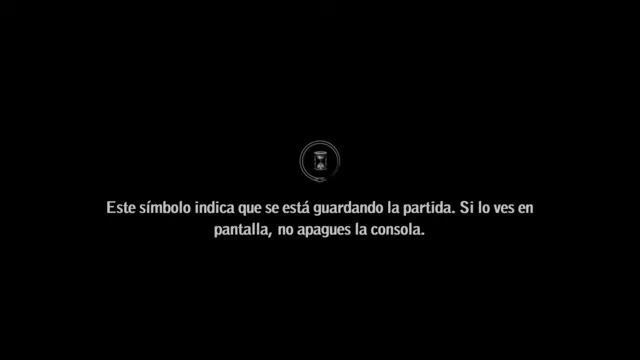 Este símbolo indica que se está guardando la partida. Si lo ves en
pantalla, no apagues la consola.